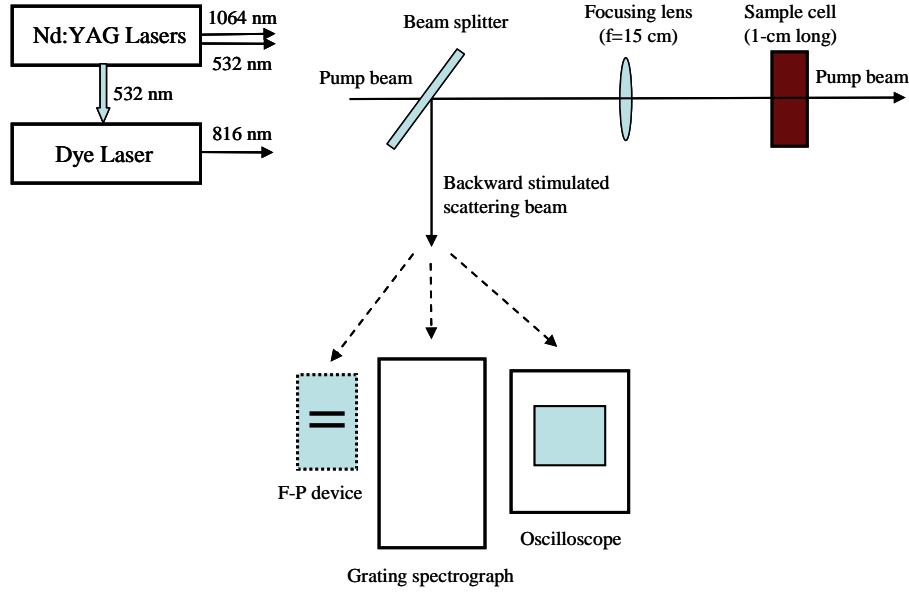 1064 nm
Nd:YAG Lasers
532 nm
532 nm
816 nm
Dye Laser
Beam splitter
Focusing lens
(f=15 cm)
Sample cell
(1-cm long)
Pump beam
Pump beam
Backward stimulated
scattering beam
F-P device
Oscilloscope
Grating spectrograph